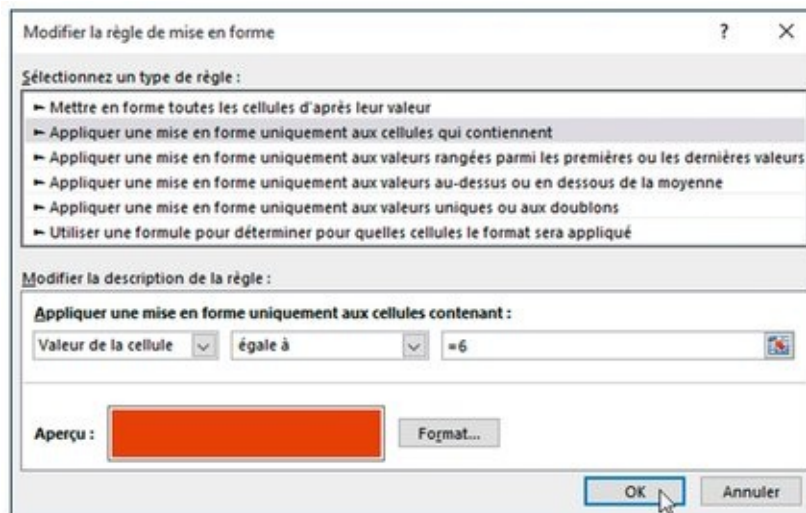 Modifier la règle de mise en forme
?
Sélectionnez un type de règle :
► Mettre en forme toutes les cellules d'après leur valeur
► Appliquer une mise en forme uniquement aux cellules qui contiennent
► Appliquer une mise en forme uniquement aux valeurs rangées parmi les premières ou les dernières valeurs
► Appliquer une mise en forme uniquement aux valeurs au-dessus ou en dessous de la moyenne
► Appliquer une mise en forme uniquement aux valeurs uniques ou aux doublons
► Utiliser une formule pour déterminer pour quelles cellules le format sera appliqué
Modifier la description de la règle :
Appliquer une mise en forme uniquement aux cellules contenant :
Valeur de la cellule égale à =6
Aperçu : Format...
OK Annuler